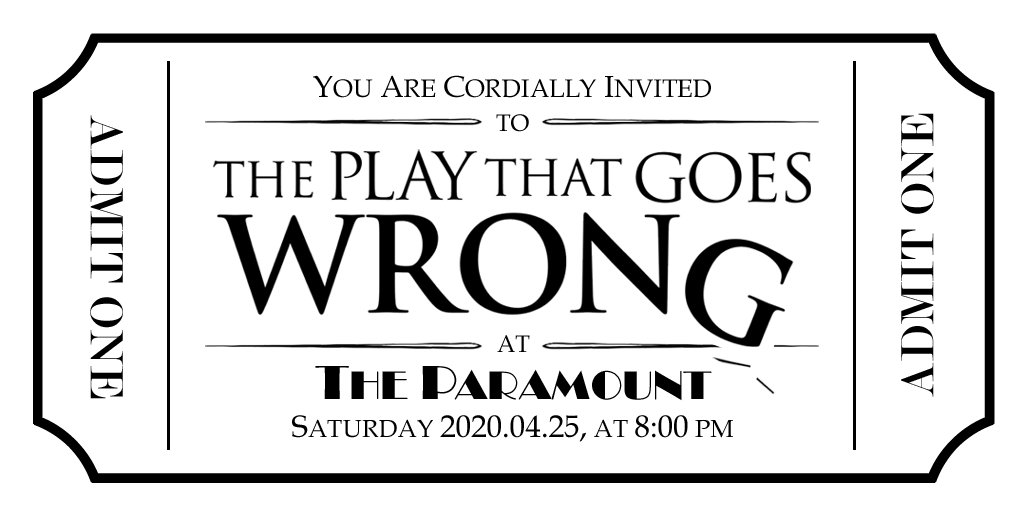 ADMIT ONE
YOU ARE CORDIALLY INVITED
TO
THE PLAY THAT GOES
WRONG
AT
THE PARAMOUNT
SATURDAY 2020.04.25, AT 8:00 PM
ADMIT ONE